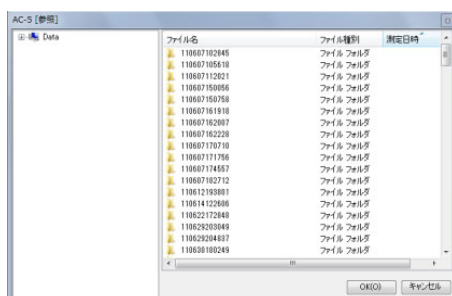 AC-5 [参照]
Data
ファイル名 ファイル種別 測定日時
110607102845 ファイル フォルダ
110607105618 ファイル フォルダ
110607112021 ファイル フォルダ
110607150056 ファイル フォルダ
110607150758 ファイル フォルダ
110607161918 ファイル フォルダ
110607162007 ファイル フォルダ
110607162228 ファイル フォルダ
110607170710 ファイル フォルダ
110607171756 ファイル フォルダ
110607174557 ファイル フォルダ
110607182712 ファイル フォルダ
110612193801 ファイル フォルダ
110614122606 ファイル フォルダ
110622172848 ファイル フォルダ
110629203049 ファイル フォルダ
110629204837 ファイル フォルダ
110630180249 ファイル フォルダ
OK(O) キャンセル